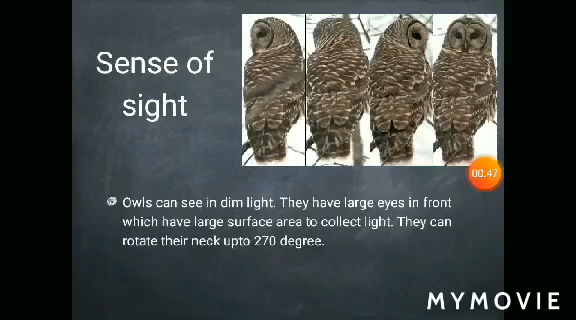 Sense of
sight
00:47
Owls can see in dim light. They have large eyes in front
which have large surface area to collect light. They can
rotate their neck upto 270 degree.
MYMOVIE